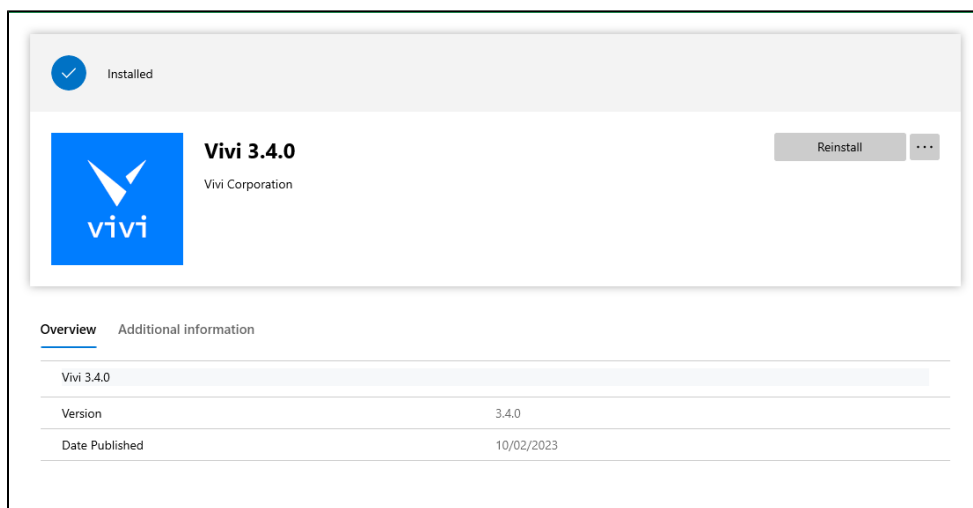 Installed
Vivi 3.4.0
Reinstall
...
Vivi Corporation
vivi
Overview Additional information
Vivi 3.4.0
Version 3.4.0
Date Published 10/02/2023